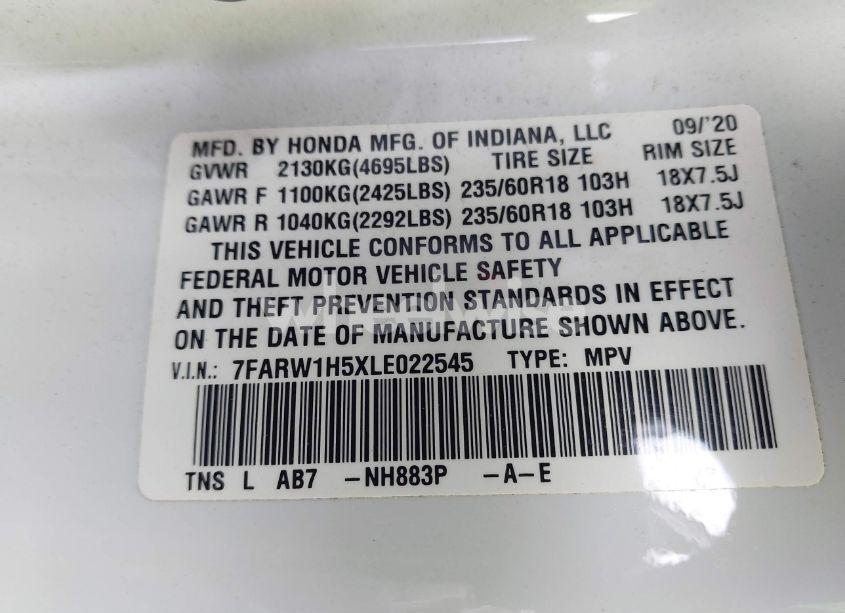 MFD. BY HONDA MFG. OF INDIANA, LLC 09/'20
GVWR 2130KG(4695LBS) TIRE SIZE RIM SIZE
GAWR F 1100KG(2425LBS) 235/60R18 103H 18X7.5J
GAWR R 1040KG(2292LBS) 235/60R18 103H 18X7.5J
THIS VEHICLE CONFORMS TO ALL APPLICABLE
FEDERAL MOTOR VEHICLE SAFETY
AND THEFT PREVENTION STANDARDS IN EFFECT
ON THE DATE OF MANUFACTURE SHOWN ABOVE.
V.I.N.: 7FARW1H5XLE022545 TYPE: MPV
TNS L AB7 -NH883P -A-E